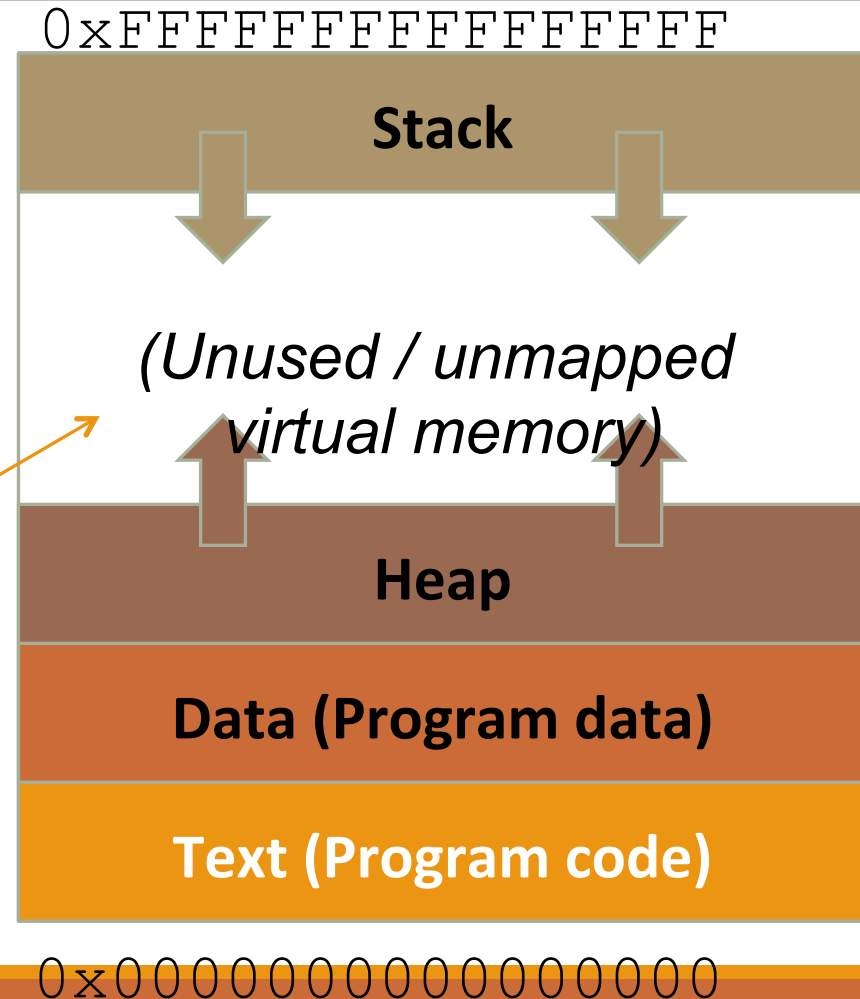 0xFFFFFFFFFFFFFFFF
Stack
(Unused / unmapped
virtual memory)
Heap
Data (Program data)
Text (Program code)
0x0000000000000000